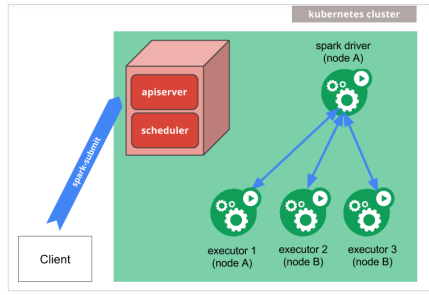 kubernetes cluster
spark driver
(node A)
apiserver
scheduler
spark-submit
executor 1
(node A)
executor 2
(node B)
executor 3
(node B)
Client